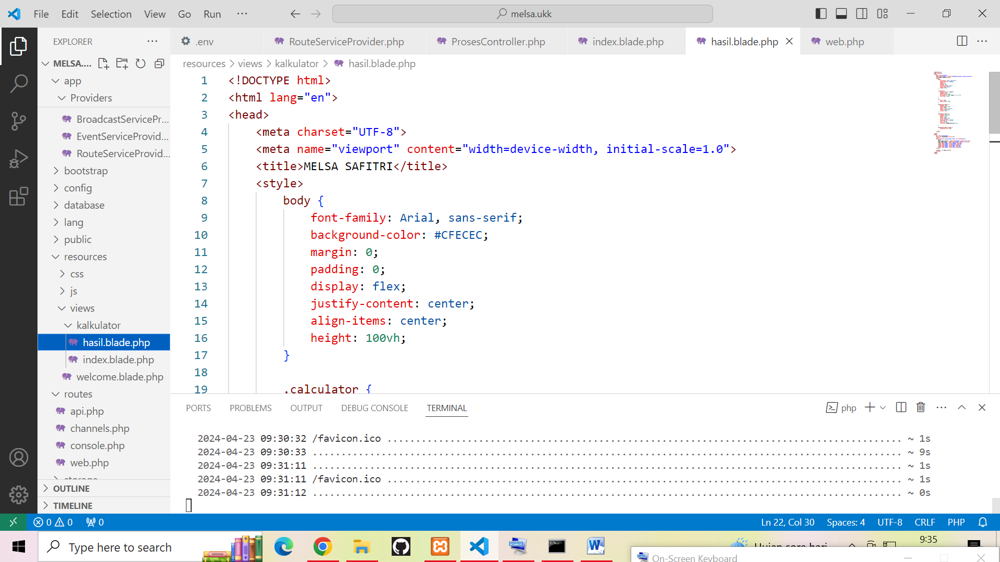 File Edit Selection View Go Run ··· melsa.ukk
EXPLORER ···
.env RouteServiceProvider.php ProsesController.php index.blade.php hasil.blade.php web.php ···
MELSA....
resources > views > kalkulator > hasil.blade.php
app
Providers
BroadcastServicePr...
EventServiceProvid...
RouteServiceProvid...
bootstrap
config
database
lang
public
resources
css
js
views
kalkulator
hasil.blade.php
index.blade.php
welcome.blade.php
routes
api.php
channels.php
console.php
web.php
storage
OUTLINE
TIMELINE
1 <!DOCTYPE html>
2 <html lang="en">
3 <head>
4 <meta charset="UTF-8">
5 <meta name="viewport" content="width=device-width, initial-scale=1.0">
6 <title>MELSA SAFITRI</title>
7 <style>
8 body {
9 font-family: Arial, sans-serif;
10 background-color: #CFECEC;
11 margin: 0;
12 padding: 0;
13 display: flex;
14 justify-content: center;
15 align-items: center;
16 height: 100vh;
17 }
18
19 .calculator {
PORTS PROBLEMS OUTPUT DEBUG CONSOLE TERMINAL php ···
2024-04-23 09:30:32 /favicon.ico .......................................................................................... ~ 1s
2024-04-23 09:30:33 ....................................................................................................... ~ 9s
2024-04-23 09:31:11 ....................................................................................................... ~ 1s
2024-04-23 09:31:11 /favicon.ico .......................................................................................... ~ 1s
2024-04-23 09:31:12 ....................................................................................................... ~ 0s
0 0 0 Ln 22, Col 30 Spaces: 4 UTF-8 CRLF PHP
Type here to search Hujan sore hari 9:35
On-Screen Keyboard